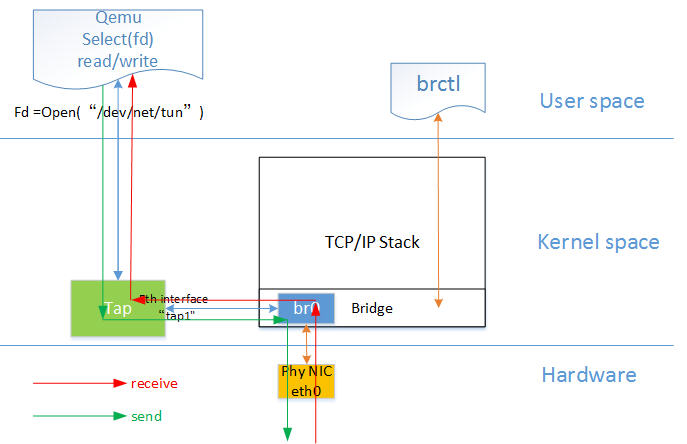 Qemu
Select(fd)
read/write
brctl
User space
Fd =Open(“/dev/net/tun”)
Kernel space
TCP/IP Stack
Tap
Eth interface
“tap1”
br0
Bridge
Phy NIC
eth0
Hardware
receive
send